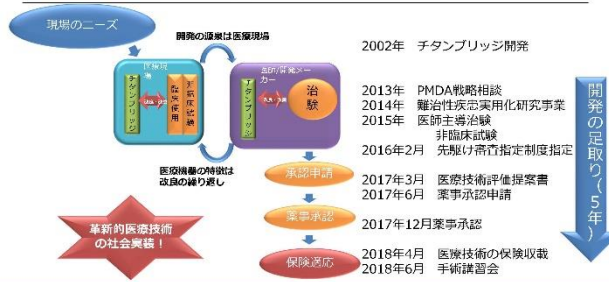 現場のニーズ
開発の源泉は医療現場
医療現場
チタンブリッジ
臨床使用
非臨床試験
医師/開発メーカー
チタンブリッジ
治験
医療機器の特徴は
改良の繰り返し
承認申請
薬事承認
保険適応
革新的医療技術
の社会実装！
2002年 チタンブリッジ開発
2013年 PMDA戦略相談
2014年 難治性疾患実用化研究事業
2015年 医師主導治験
非臨床試験
2016年2月 先駆け審査指定制度指定
2017年3月 医療技術評価提案書
2017年6月 薬事承認申請
2017年12月薬事承認
2018年4月 医療技術の保険収載
2018年6月 手術講習会
開発の足取り(5年)